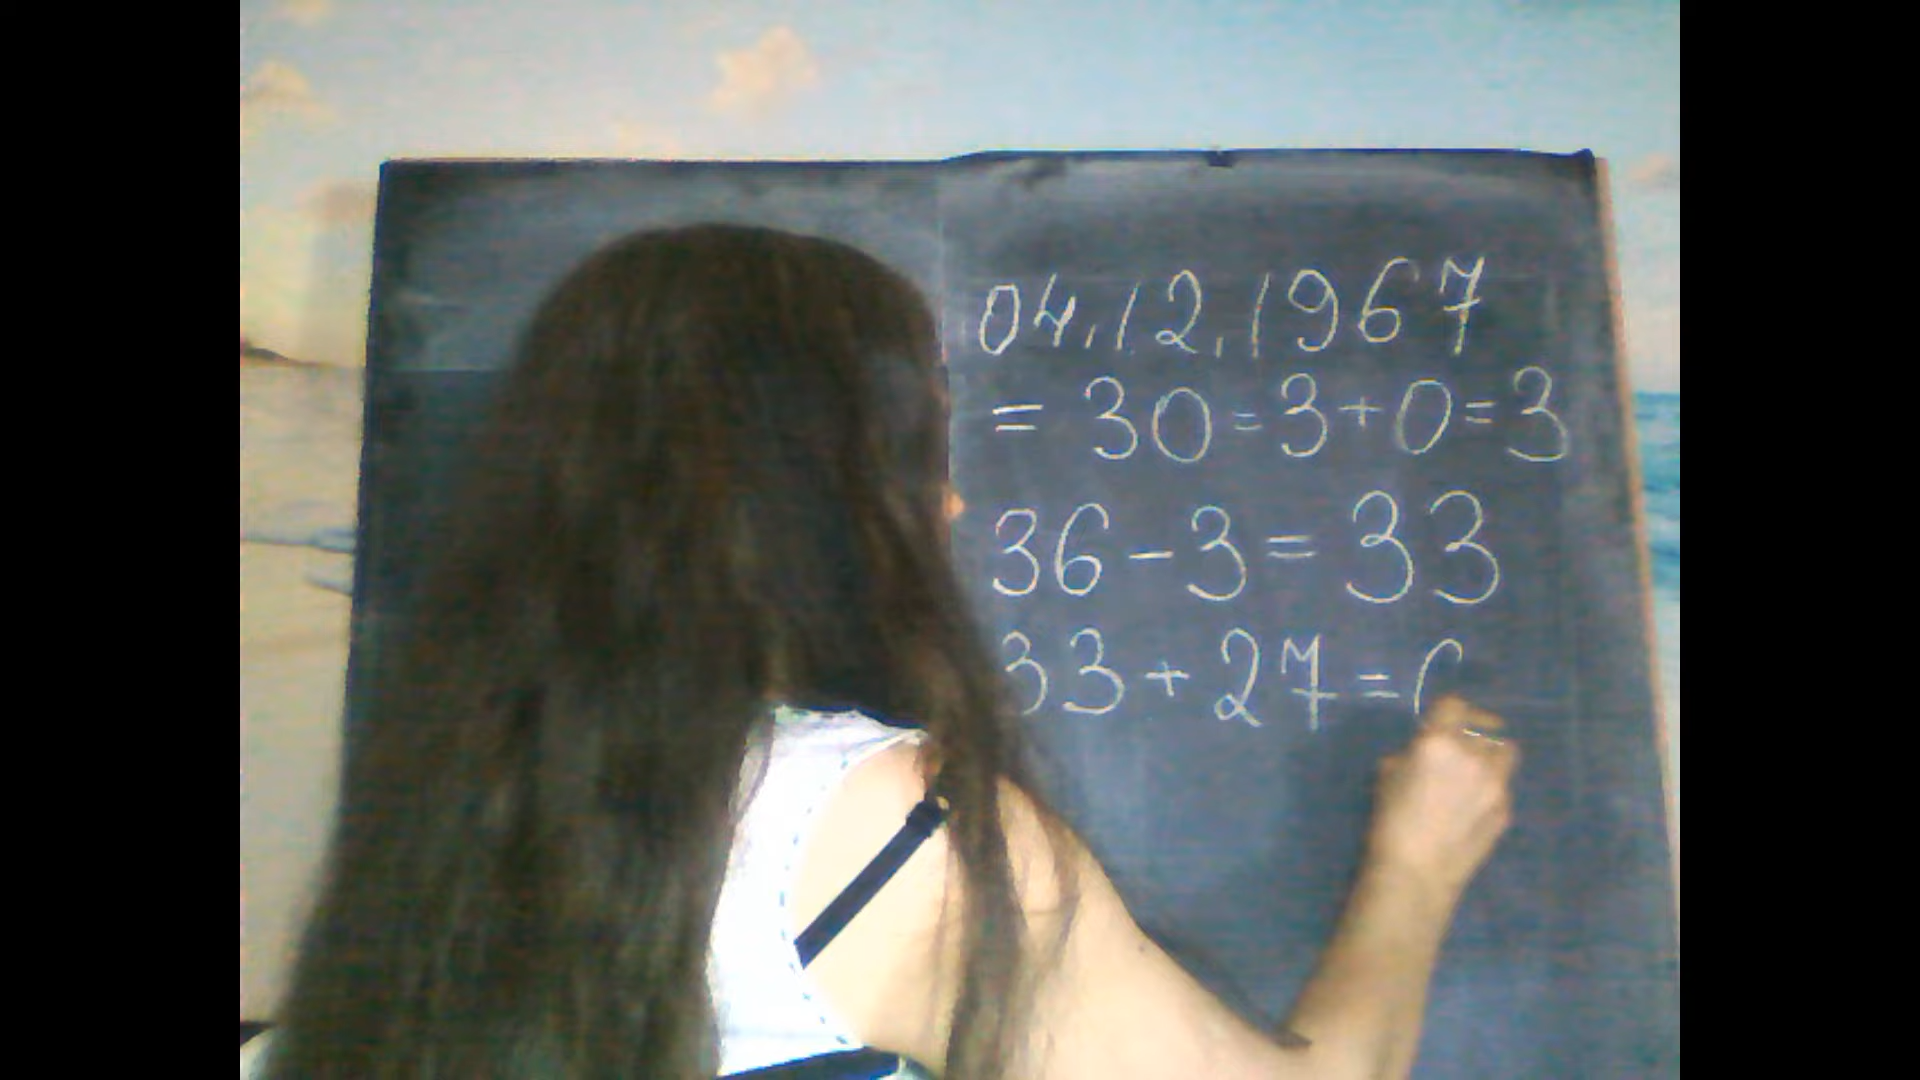 04.12.1967
= 30 = 3 + 0 = 3
36 - 3 = 33
33 + 27 =